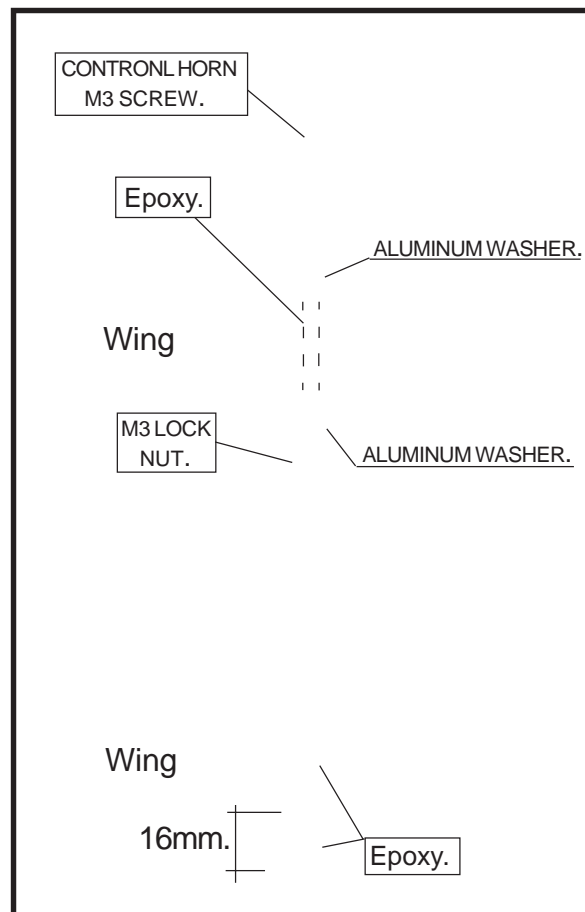 CONTRONL HORN
M3 SCREW.
Epoxy.
ALUMINUM WASHER.
Wing
M3 LOCK
NUT.
ALUMINUM WASHER.
Wing
16mm.
Epoxy.